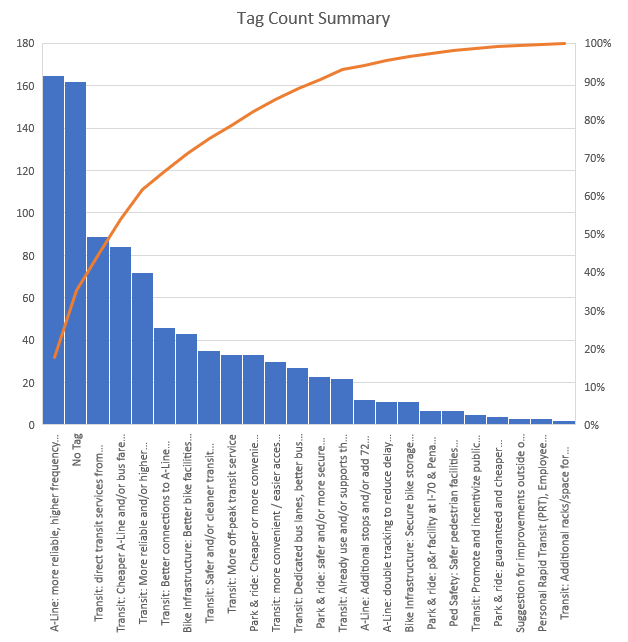 Tag Count Summary
180
160
140
120
100
80
60
40
20
0
100%
90%
80%
70%
60%
50%
40%
30%
20%
10%
0%
A-Line: more reliable, higher frequency...
No Tag
Transit: direct transit services from...
Transit: Cheaper A-Line and/or bus fare...
Transit: More reliable and/or higher...
Transit: Better connections to A-Line...
Bike Infrastructure: Better bike facilities...
Transit: Safer and/or cleaner transit...
Transit: More off-peak transit service
Park & ride: Cheaper or more convenie...
Transit: more convenient / easier acces...
Transit: Dedicated bus lanes, better bus...
Park & ride: safer and/or more secure...
Transit: Already use and/or supports th...
A-Line: Additional stops and/or add 72...
A-Line: double tracking to reduce delay...
Bike Infrastructure: Secure bike storage...
Park & ride: p&r facility at I-70 & Pena...
Ped Safety: Safer pedestrian facilities...
Transit: Promote and incentivize public...
Park & ride: guaranteed and cheaper...
Suggestion for improvements outside o...
Personal Rapid Transit (PRT), Employee...
Transit: Additional racks/space for...